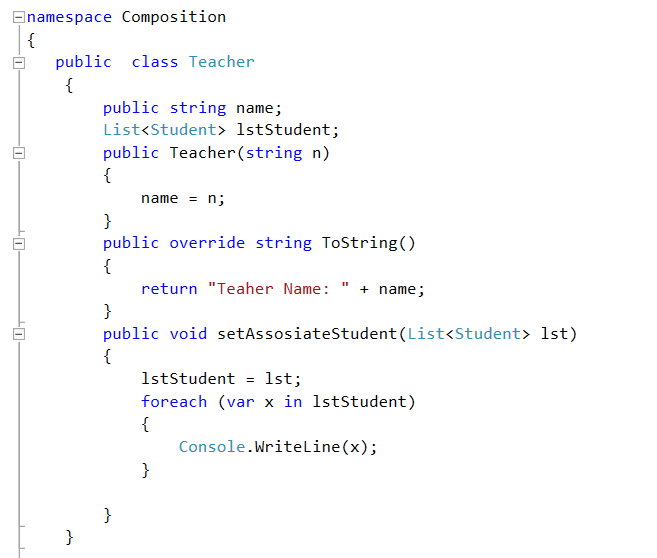 namespace Composition
{
public class Teacher
{
public string name;
List<Student> lstStudent;
public Teacher(string n)
{
name = n;
}
public override string ToString()
{
return "Teaher Name: " + name;
}
public void setAssosiateStudent(List<Student> lst)
{
lstStudent = lst;
foreach (var x in lstStudent)
{
Console.WriteLine(x);
}
}
}